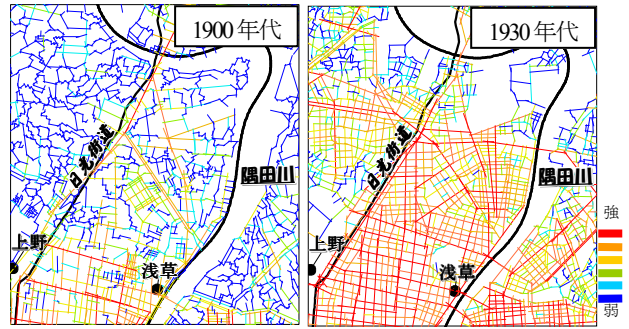 1900年代
日光街道
隅田川
上野
浅草
1930年代
日光街道
隅田川
上野
浅草
強
弱